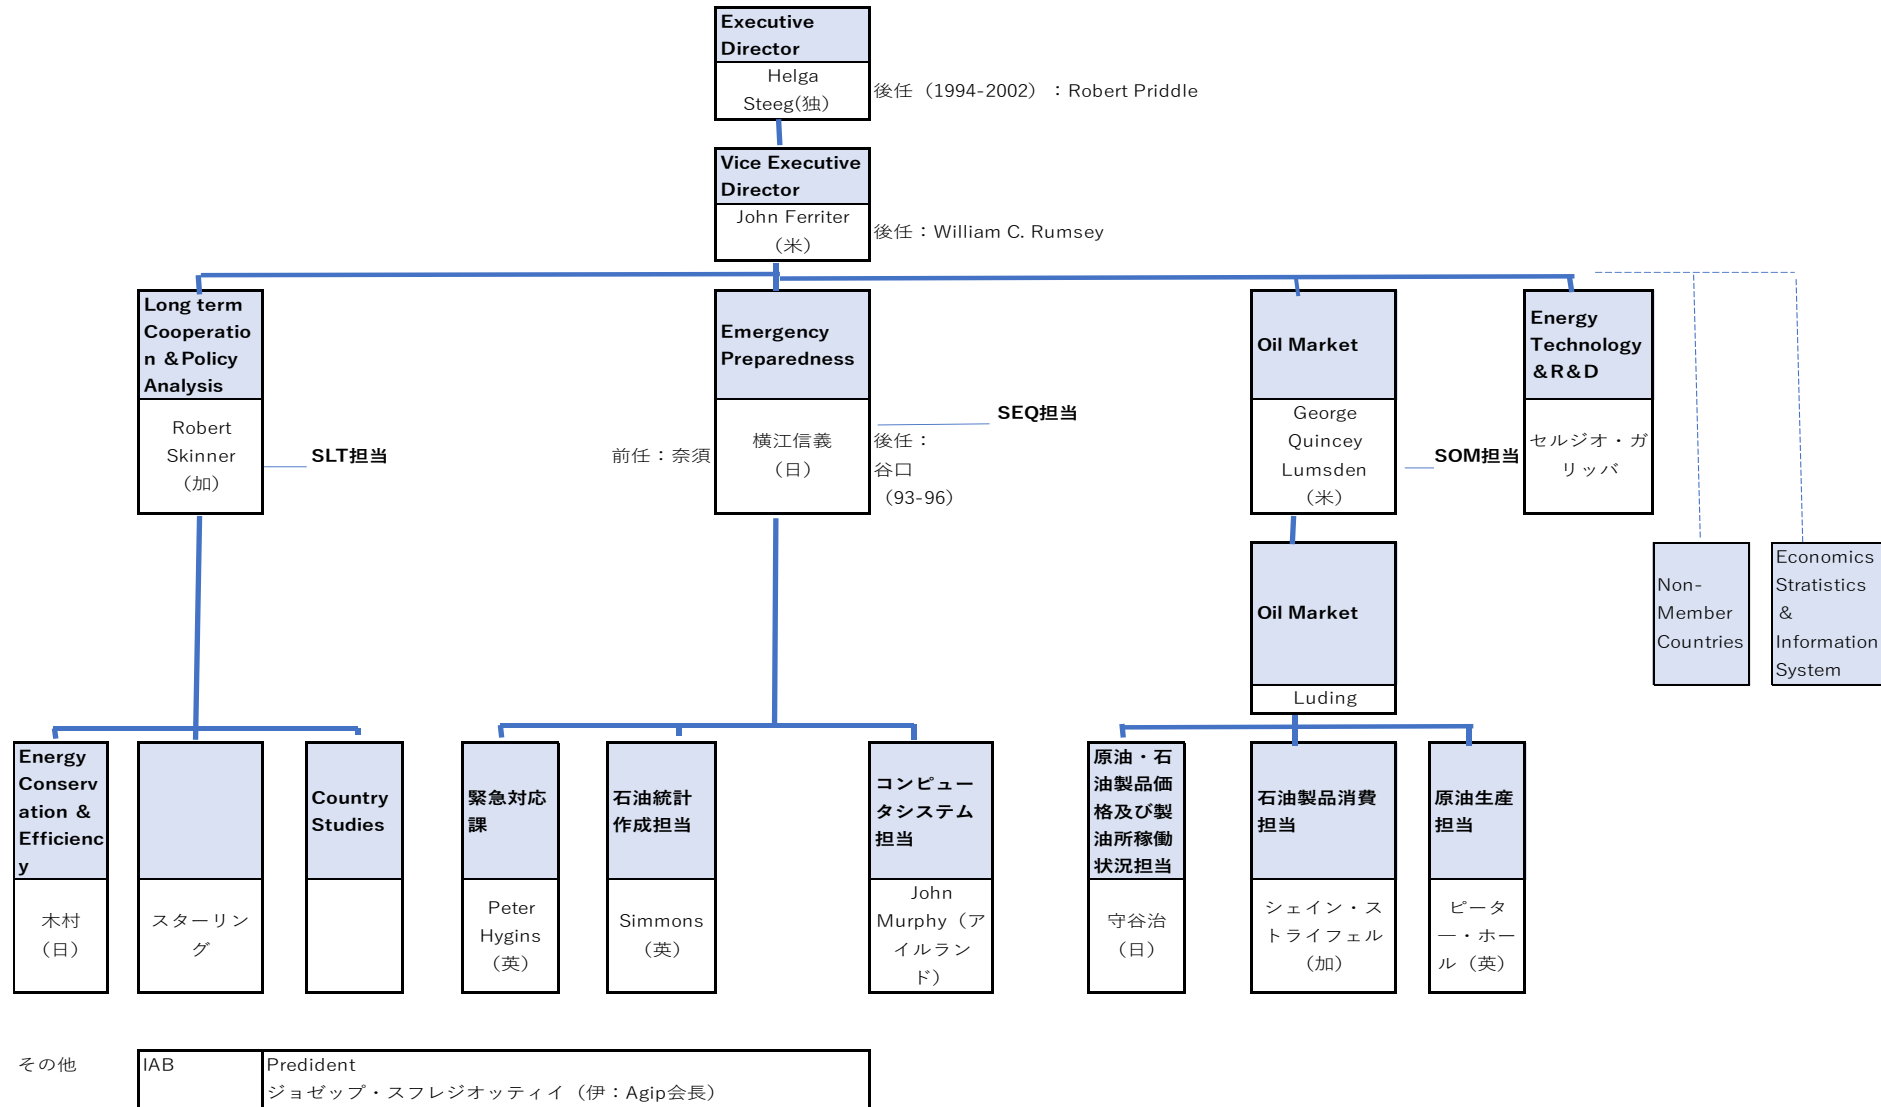 Executive
Director
Helga
Steeg(独)
後任（1994-2002）：Robert Priddle
Vice Executive
Director
John Ferriter
（米）
後任：William C. Rumsey
Long term
Cooperatio
n ＆Policy
Analysis
Robert
Skinner
（加）
SLT担当
Emergency
Preparedness
前任：奈須
横江信義
（日）
後任：
谷口
（93-96）
SEQ担当
Oil Market
George
Quincey
Lumsden
（米）
SOM担当
Energy
Technology
＆R＆D
セルジオ・ガ
リッバ
Oil Market
Luding
Non-
Member
Countries
Economics
Stratistics
＆
Information
System
Energy
Conserv
ation ＆
Efficienc
y
木村
（日）
スターリン
グ
Country
Studies
緊急対応
課
Peter
Hygins
（英）
石油統計
作成担当
Simmons
（英）
コンピュー
タシステム
担当
John
Murphy（ア
イルラン
ド）
原油・石
油製品価
格及び製
油所稼働
状況担当
守谷治
（日）
石油製品消費
担当
シェイン・ス
トライフェル
（加）
原油生産
担当
ピータ
ー・ホー
ル（英）
その他
IAB
Predident
ジョゼップ・スフレジオッティイ（伊：Agip会長）